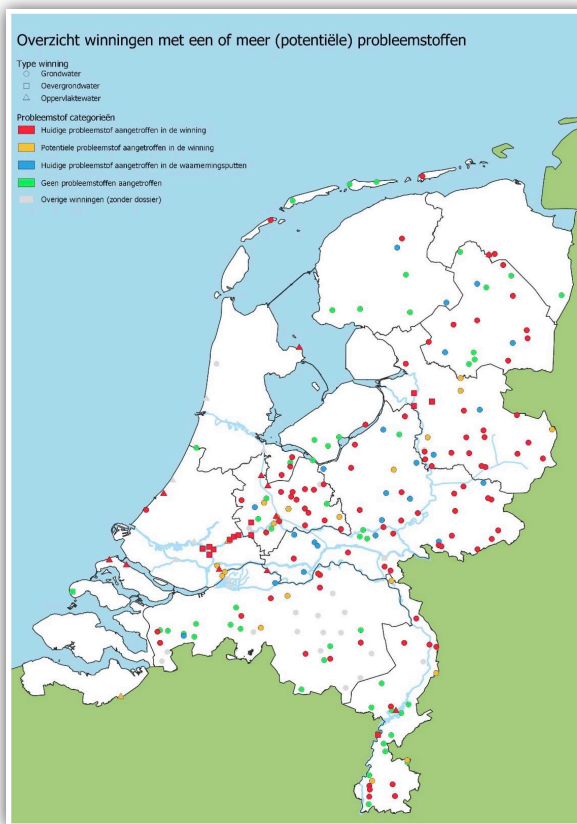 Overzicht winningen met een of meer (potentiële) probleemstoffen
Type winning
Grondwater
Oevergrondwater
Oppervlaktewater
Probleemstof categorieën
Huidige probleemstof aangetroffen in de winning
Potentiele probleemstof aangetroffen in de winning
Huidige probleemstof aangetroffen in de waarnemingsputten
Geen probleemstoffen aangetroffen
Overige winningen (zonder dossier)